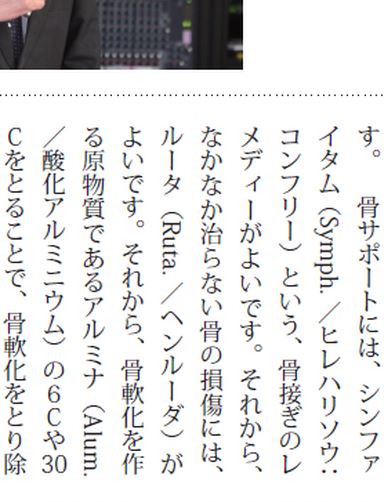 す。　骨サポートには、シンファ
イタム（Symph. ／ヒレハリソウ：
コンフリー）という、骨接ぎのレ
メディーがよいです。それから、
なかなか治らない骨の損傷には、
ルータ（Ruta. ／ヘンルーダ）が
よいです。それから、骨軟化を作
る原物質であるアルミナ（Alum.
／酸化アルミニウム）の6Cや30
Cをとることで、骨軟化をとり除